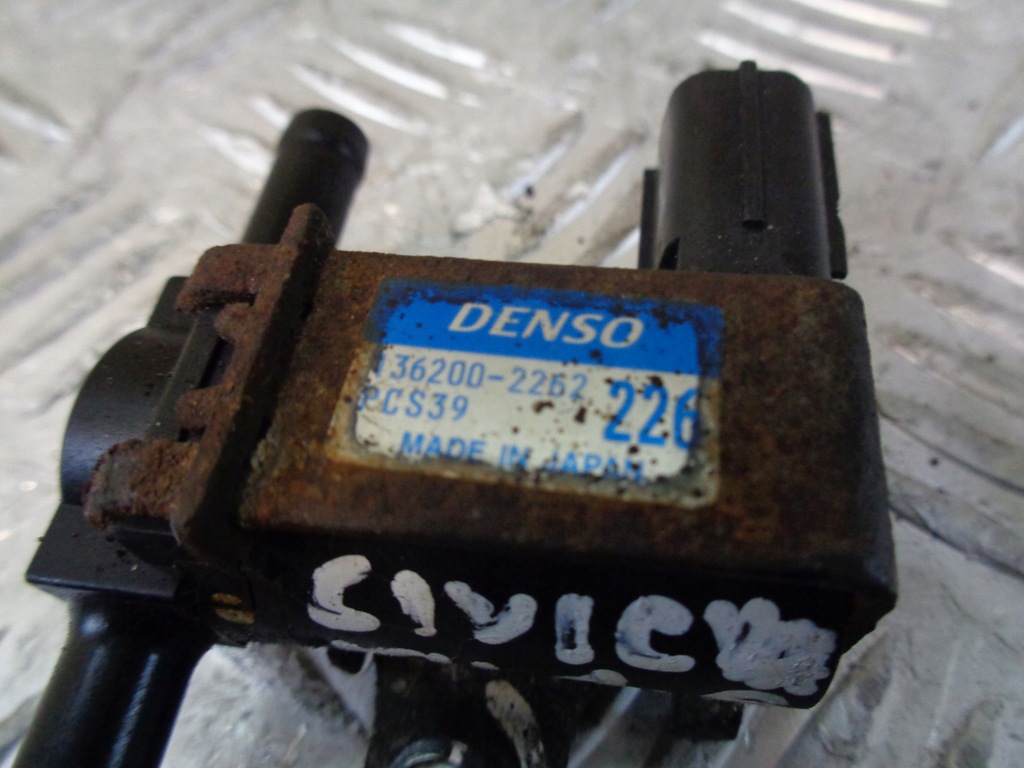 DENSO
136200-2262
PCS39
226
MADE IN JAPAN
CIVIC